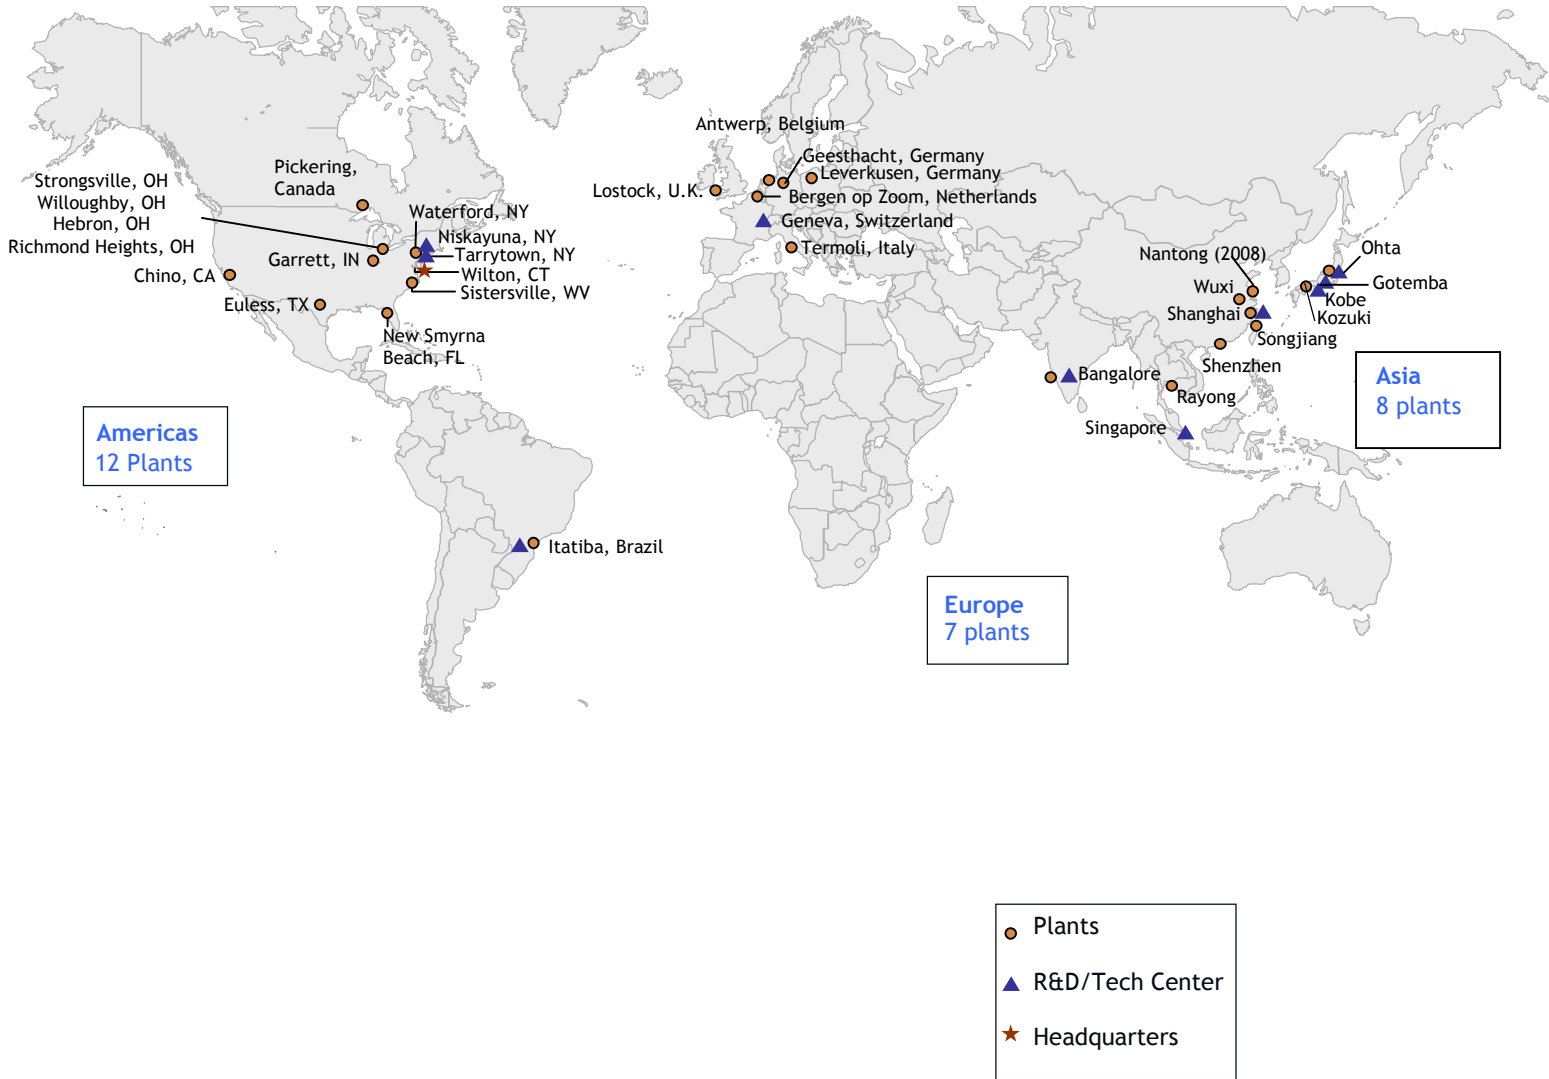 Antwerp, Belgium
Geesthacht, Germany
Leverkusen, Germany
Lostock, U.K.
Bergen op Zoom, Netherlands
Geneva, Switzerland
Termoli, Italy
Pickering,
Canada
Strongsville, OH
Willoughby, OH
Hebron, OH
Richmond Heights, OH
Waterford, NY
Niskayuna, NY
Tarrytown, NY
Garrett, IN
Chino, CA
Wilton, CT
Sistersville, WV
Euless, TX
New Smyrna
Beach, FL
Nantong (2008)
Ohta
Wuxi
Gotemba
Kobe
Shanghai
Kozuki
Songjiang
Shenzhen
Bangalore
Rayong
Singapore
Asia
8 plants
Americas
12 Plants
Itatiba, Brazil
Europe
7 plants
Plants
R&D/Tech Center
Headquarters